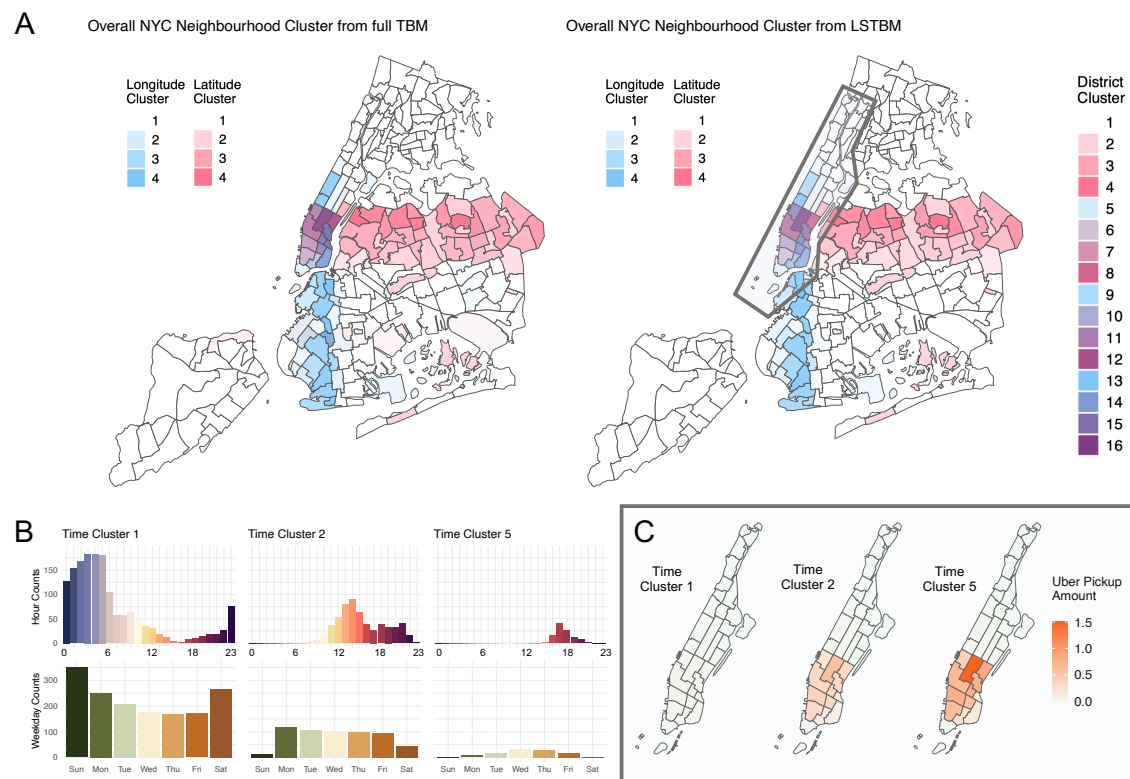 A
Overall NYC Neighbourhood Cluster from full TBM
Overall NYC Neighbourhood Cluster from LSTBM
Longitude Cluster
1
2
3
4
Latitude Cluster
1
2
3
4
Longitude Cluster
1
2
3
4
Latitude Cluster
1
2
3
4
District Cluster
1
2
3
4
5
6
7
8
9
10
11
12
13
14
15
16
B
Time Cluster 1
Time Cluster 2
Time Cluster 5
Hour Counts
150
100
50
0
0 6 12 18 23
0 6 12 18 23
0 6 12 18 23
Weekday Counts
300
200
100
0
Sun Mon Tue Wed Thu Fri Sat
Sun Mon Tue Wed Thu Fri Sat
Sun Mon Tue Wed Thu Fri Sat
C
Time Cluster 1
Time Cluster 2
Time Cluster 5
Uber Pickup Amount
1.5
1.0
0.5
0.0